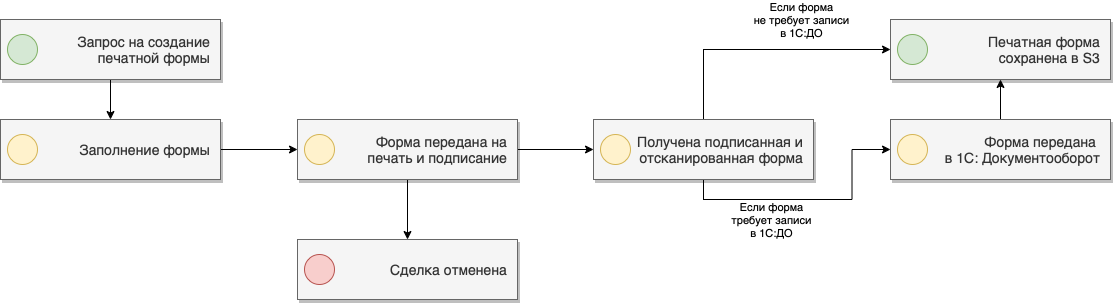 Если форма
не требует записи
в 1С:ДО
Запрос на создание
печатной формы
Печатная форма
сохранена в S3
Заполнение формы
Форма передана на
печать и подписание
Получена подписанная и
отсканированная форма
Форма передана
в 1С: Документооборот
Если форма
требует записи
в 1С:ДО
Сделка отменена